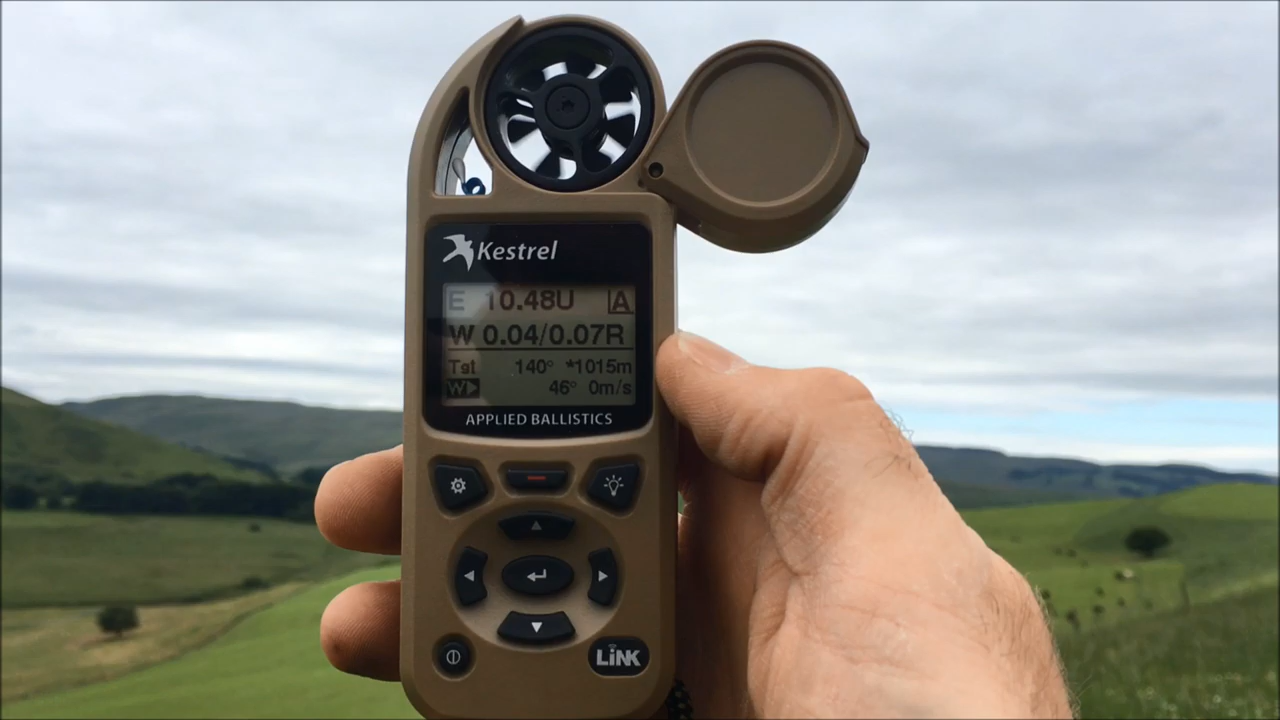 Kestrel
E 10.48U A
W 0.04/0.07R
Tgt 140° *1015m
W▶ 46° 0m/s
APPLIED BALLISTICS
LiNK